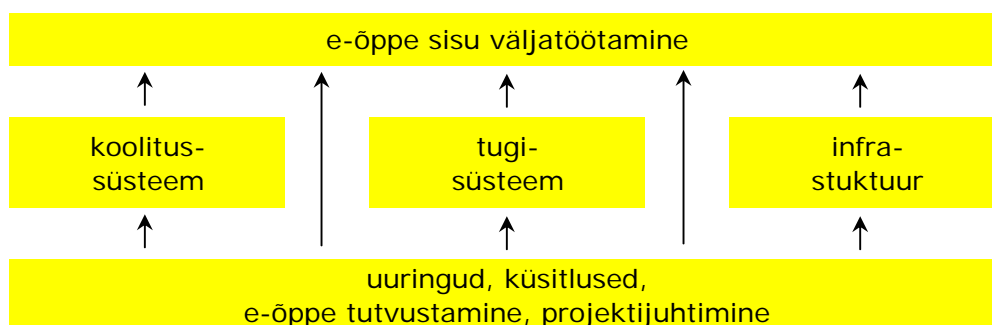 e-õppe sisu väljatöötamine
koolitus-
süsteem
tugi-
süsteem
infra-
stuktuur
uuringud, küsitlused,
e-õppe tutvustamine, projektijuhtimine